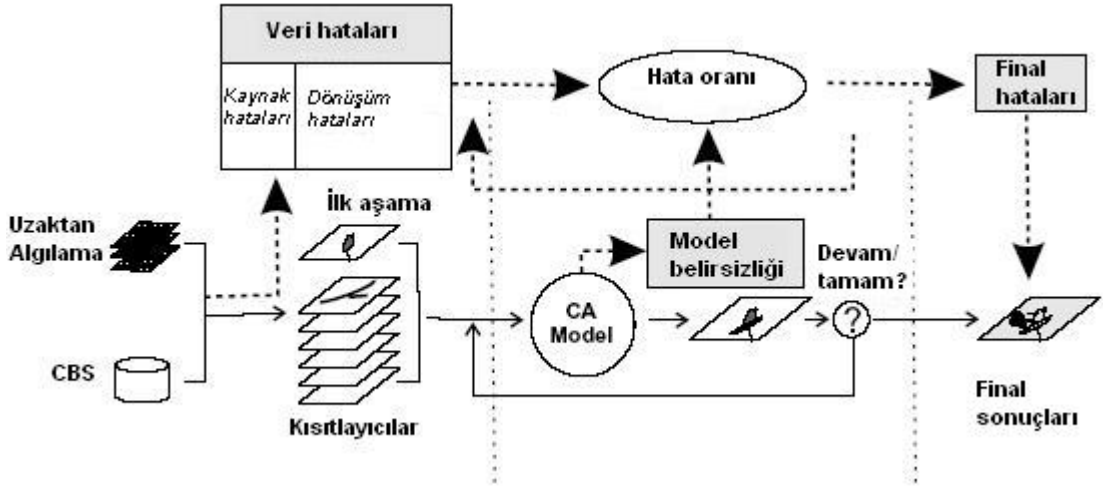 Veri hataları
Kaynak
hataları
Dönüşüm
hataları
Hata oranı
Final
hataları
Uzaktan
Algılama
İlk aşama
Model
belirsizliği
Devam/
tamam?
CA
Model
?
CBS
Kısıtlayıcılar
Final
sonuçları